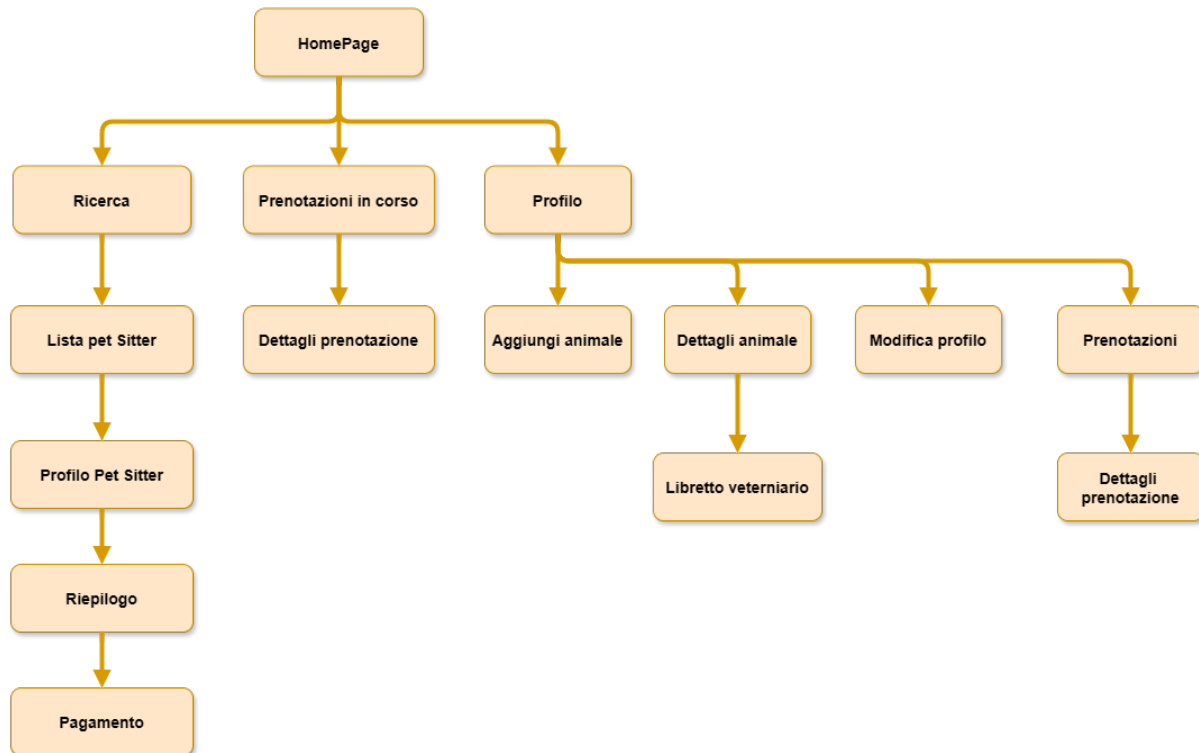 HomePage
Ricerca
Prenotazioni in corso
Profilo
Lista pet Sitter
Dettagli prenotazione
Aggiungi animale
Dettagli animale
Modifica profilo
Prenotazioni
Profilo Pet Sitter
Libretto veterniario
Dettagli
prenotazione
Riepilogo
Pagamento